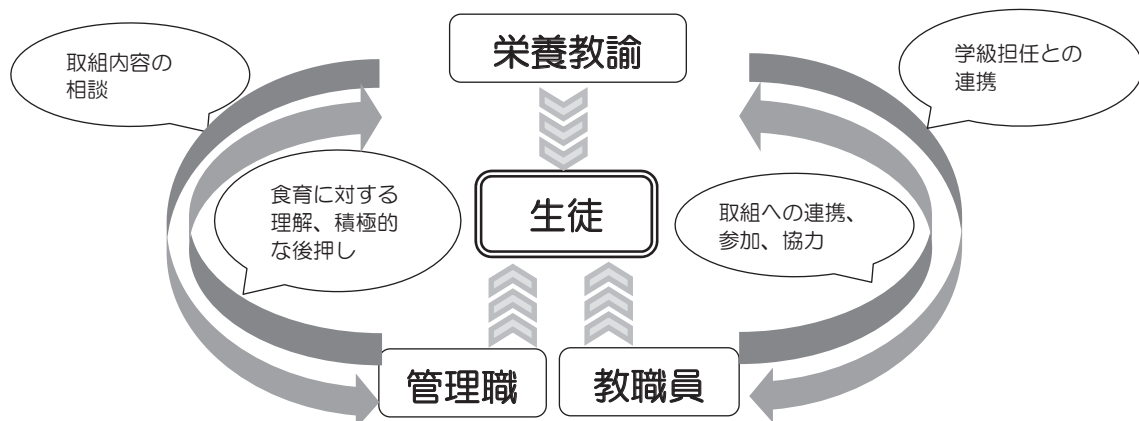 栄養教諭
取組内容の
相談
学級担任との
連携
食育に対する
理解、積極的
な後押し
生徒
取組への連携、
参加、協力
管理職
教職員